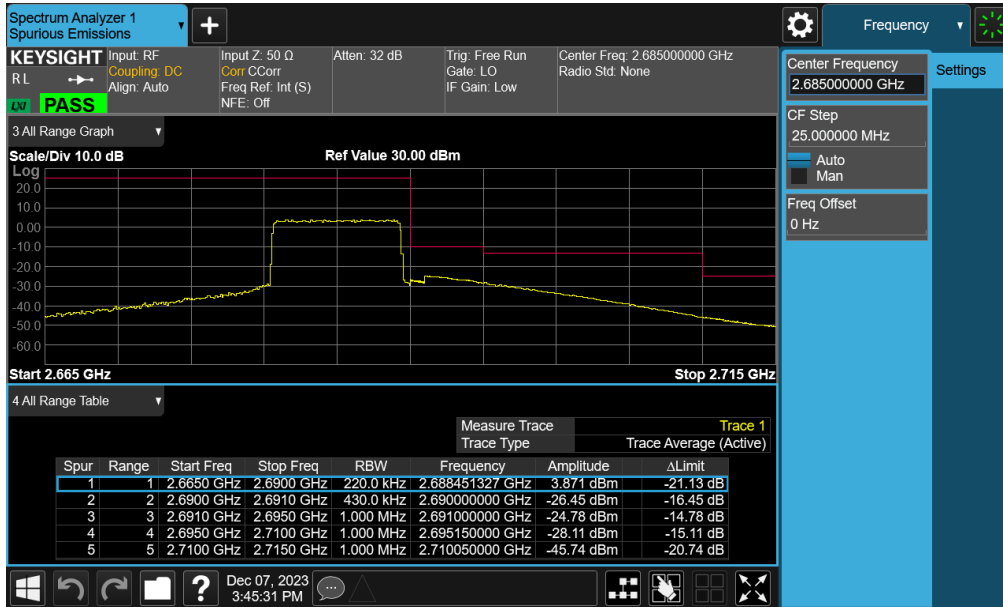 Spectrum Analyzer 1
Spurious Emissions
Frequency
KEYSIGHT
RL
LXI PASS
Input: RF
Coupling: DC
Align: Auto
Input Z: 50 Ω
Corr CCorr
Freq Ref: Int (S)
NFE: Off
Atten: 32 dB
Trig: Free Run
Gate: LO
IF Gain: Low
Center Freq: 2.685000000 GHz
Radio Std: None
Center Frequency
2.685000000 GHz
Settings
CF Step
25.000000 MHz
Auto
Man
Freq Offset
0 Hz
3 All Range Graph
Scale/Div 10.0 dB
Ref Value 30.00 dBm
Log
20.0
10.0
0.00
-10.0
-20.0
-30.0
-40.0
-50.0
-60.0
Start 2.665 GHz
Stop 2.715 GHz
4 All Range Table
Measure Trace Trace 1
Trace Type Trace Average (Active)
Spur Range Start Freq Stop Freq RBW Frequency Amplitude ΔLimit
1 1 2.6650 GHz 2.6900 GHz 220.0 kHz 2.688451327 GHz 3.871 dBm -21.13 dB
2 2 2.6900 GHz 2.6910 GHz 430.0 kHz 2.690000000 GHz -26.45 dBm -16.45 dB
3 3 2.6910 GHz 2.6950 GHz 1.000 MHz 2.691000000 GHz -24.78 dBm -14.78 dB
4 4 2.6950 GHz 2.7100 GHz 1.000 MHz 2.695150000 GHz -28.11 dBm -15.11 dB
5 5 2.7100 GHz 2.7150 GHz 1.000 MHz 2.710050000 GHz -45.74 dBm -20.74 dB
?
Dec 07, 2023
3:45:31 PM